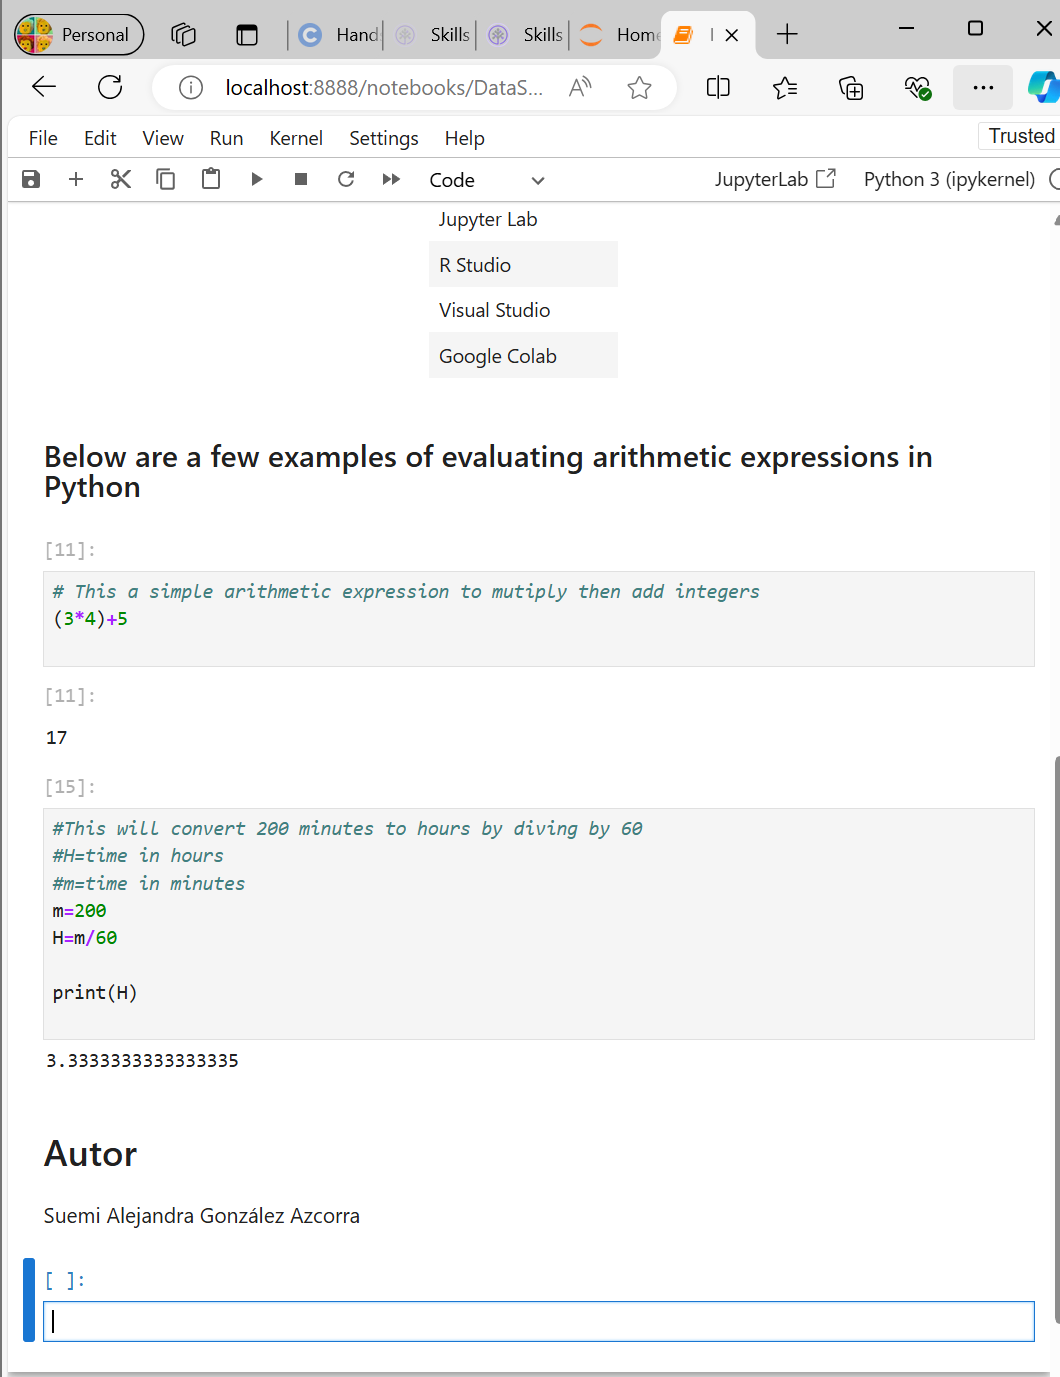 Personal
Hand
Skills
Skills
Home
localhost:8888/notebooks/DataS...
File Edit View Run Kernel Settings Help
Trusted
Code
JupyterLab
Python 3 (ipykernel)
Jupyter Lab
R Studio
Visual Studio
Google Colab
Below are a few examples of evaluating arithmetic expressions in
Python
[11]:
# This a simple arithmetic expression to mutiply then add integers
(3*4)+5
[11]:
17
[15]:
#This will convert 200 minutes to hours by diving by 60
#H=time in hours
#m=time in minutes
m=200
H=m/60
print(H)
3.3333333333333335
Autor
Suemi Alejandra González Azcorra
[ ]: